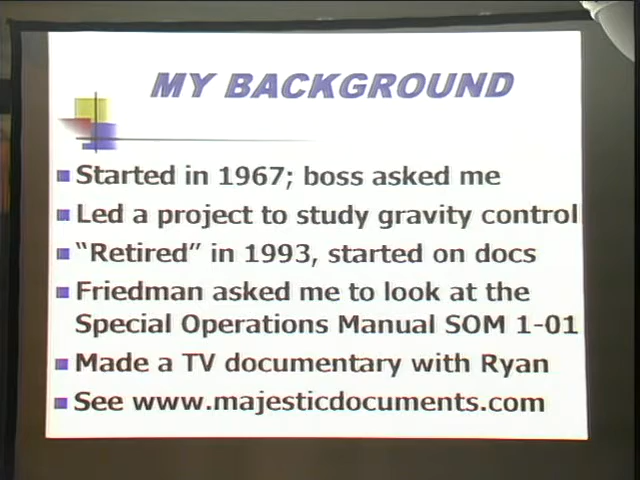 MY BACKGROUND
Started in 1967; boss asked me
Led a project to study gravity control
“Retired” in 1993, started on docs
Friedman asked me to look at the
Special Operations Manual SOM 1-01
Made a TV documentary with Ryan
See www.majesticdocuments.com